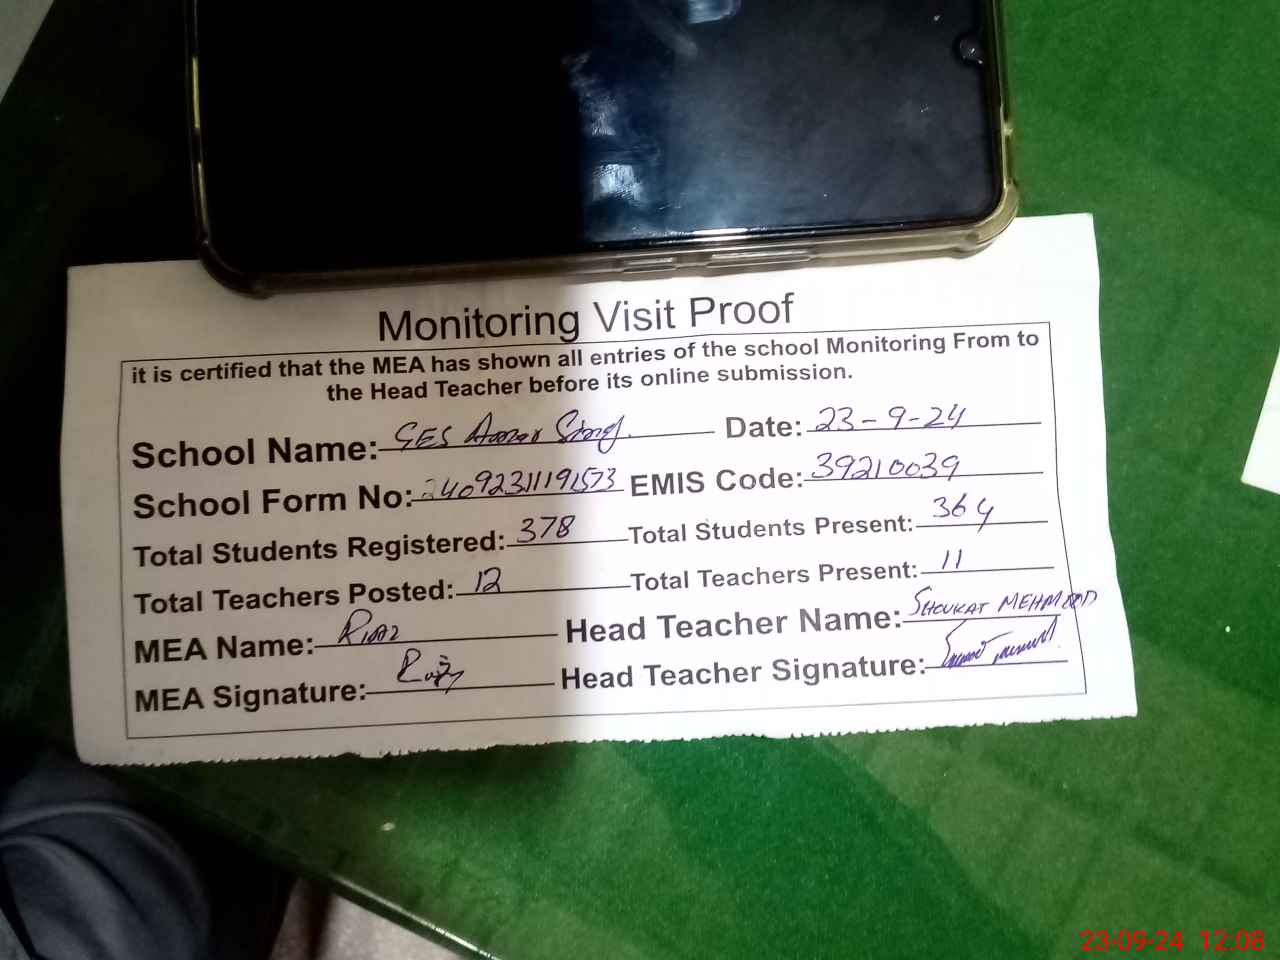 Monitoring Visit Proof
it is certified that the MEA has shown all entries of the school Monitoring From to
the Head Teacher before its online submission.
School Name: GES Amar Singh Date: 23-9-24
School Form No: 24092311191573 EMIS Code: 39210039
Total Students Registered: 378 Total Students Present: 364
Total Teachers Posted: 12 Total Teachers Present: 11
MEA Name: Riaz Head Teacher Name: SHOUKAT MEHMOOD
MEA Signature: Head Teacher Signature:
23-09-24 12:08